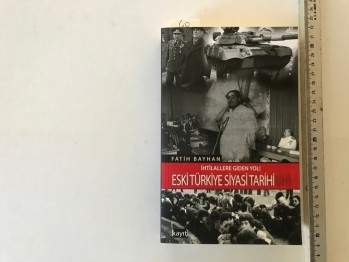 FATİH BAYHAN
İHTİLALLERE GİDEN YOL!
ESKİ TÜRKİYE SİYASİ TARİHİ
kayıt